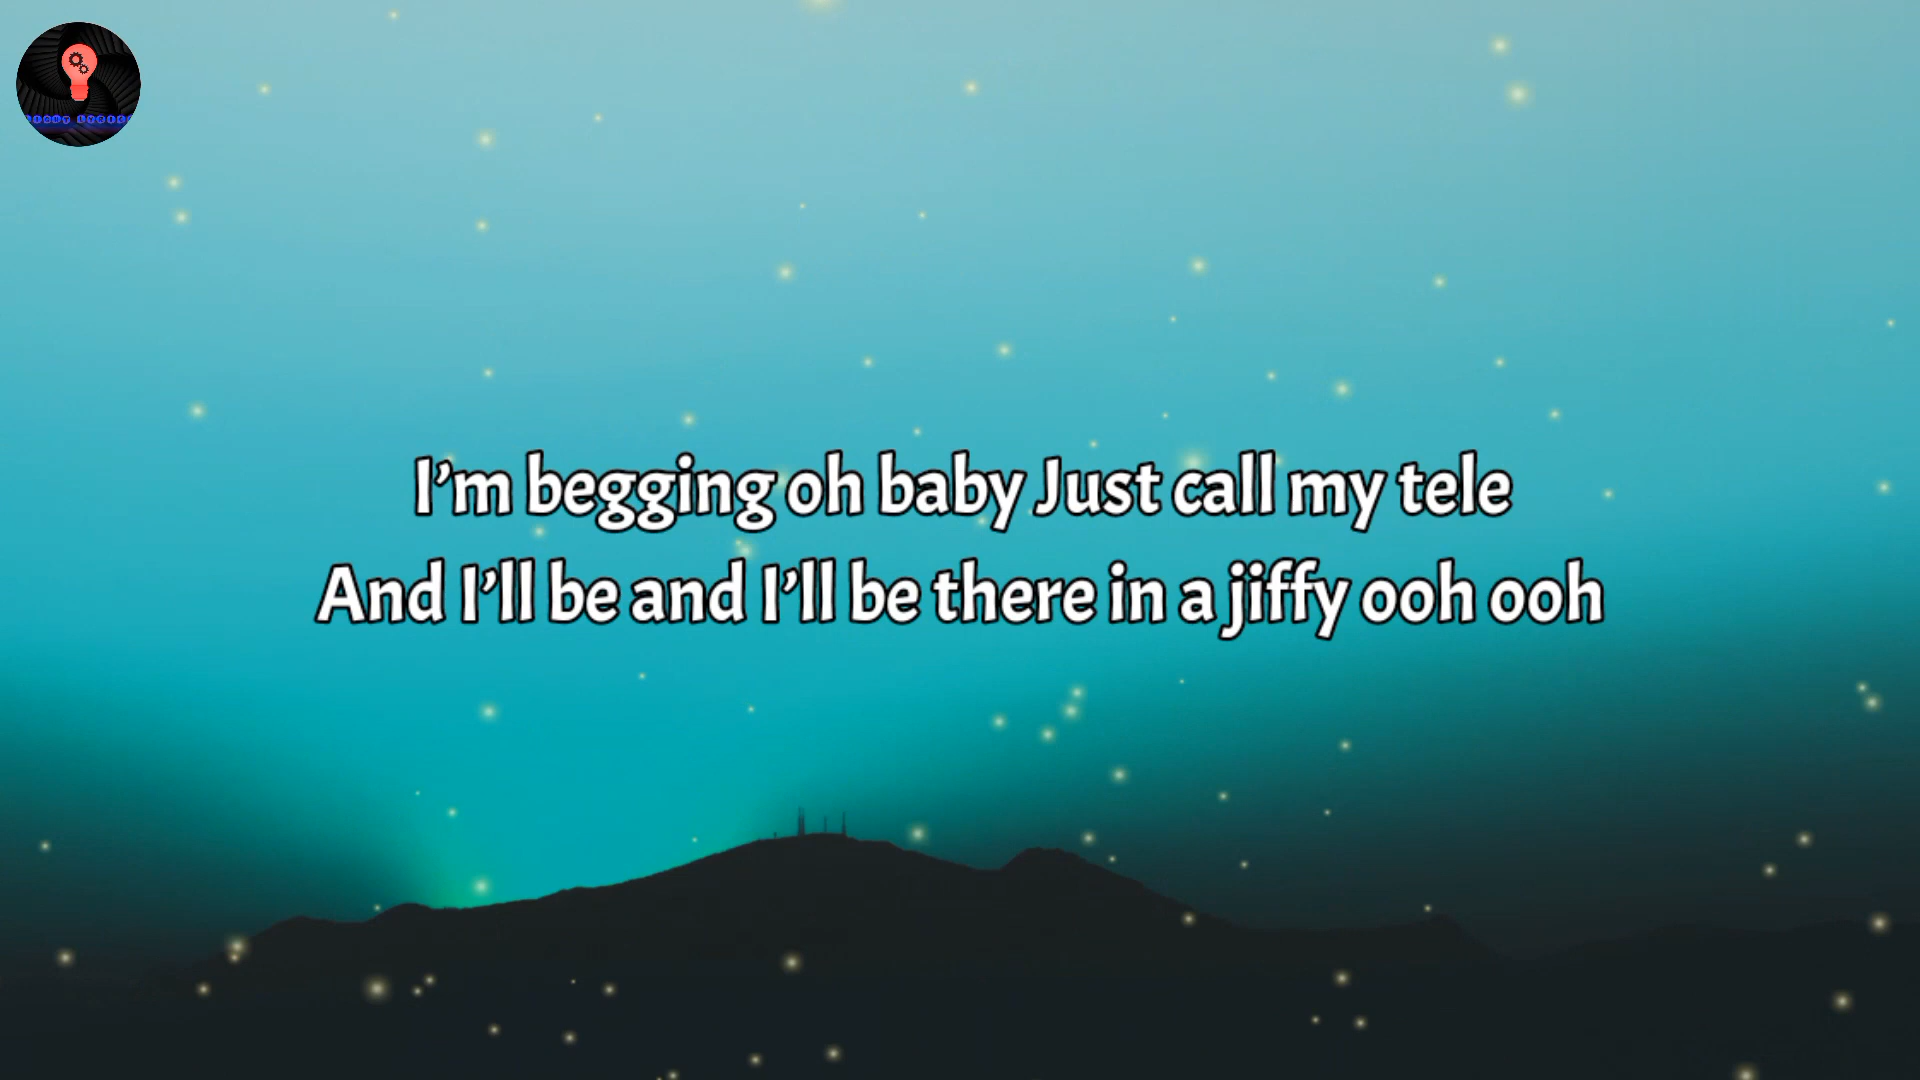 I’m begging oh baby Just call my tele
And I’ll be and I’ll be there in a jiffy ooh ooh